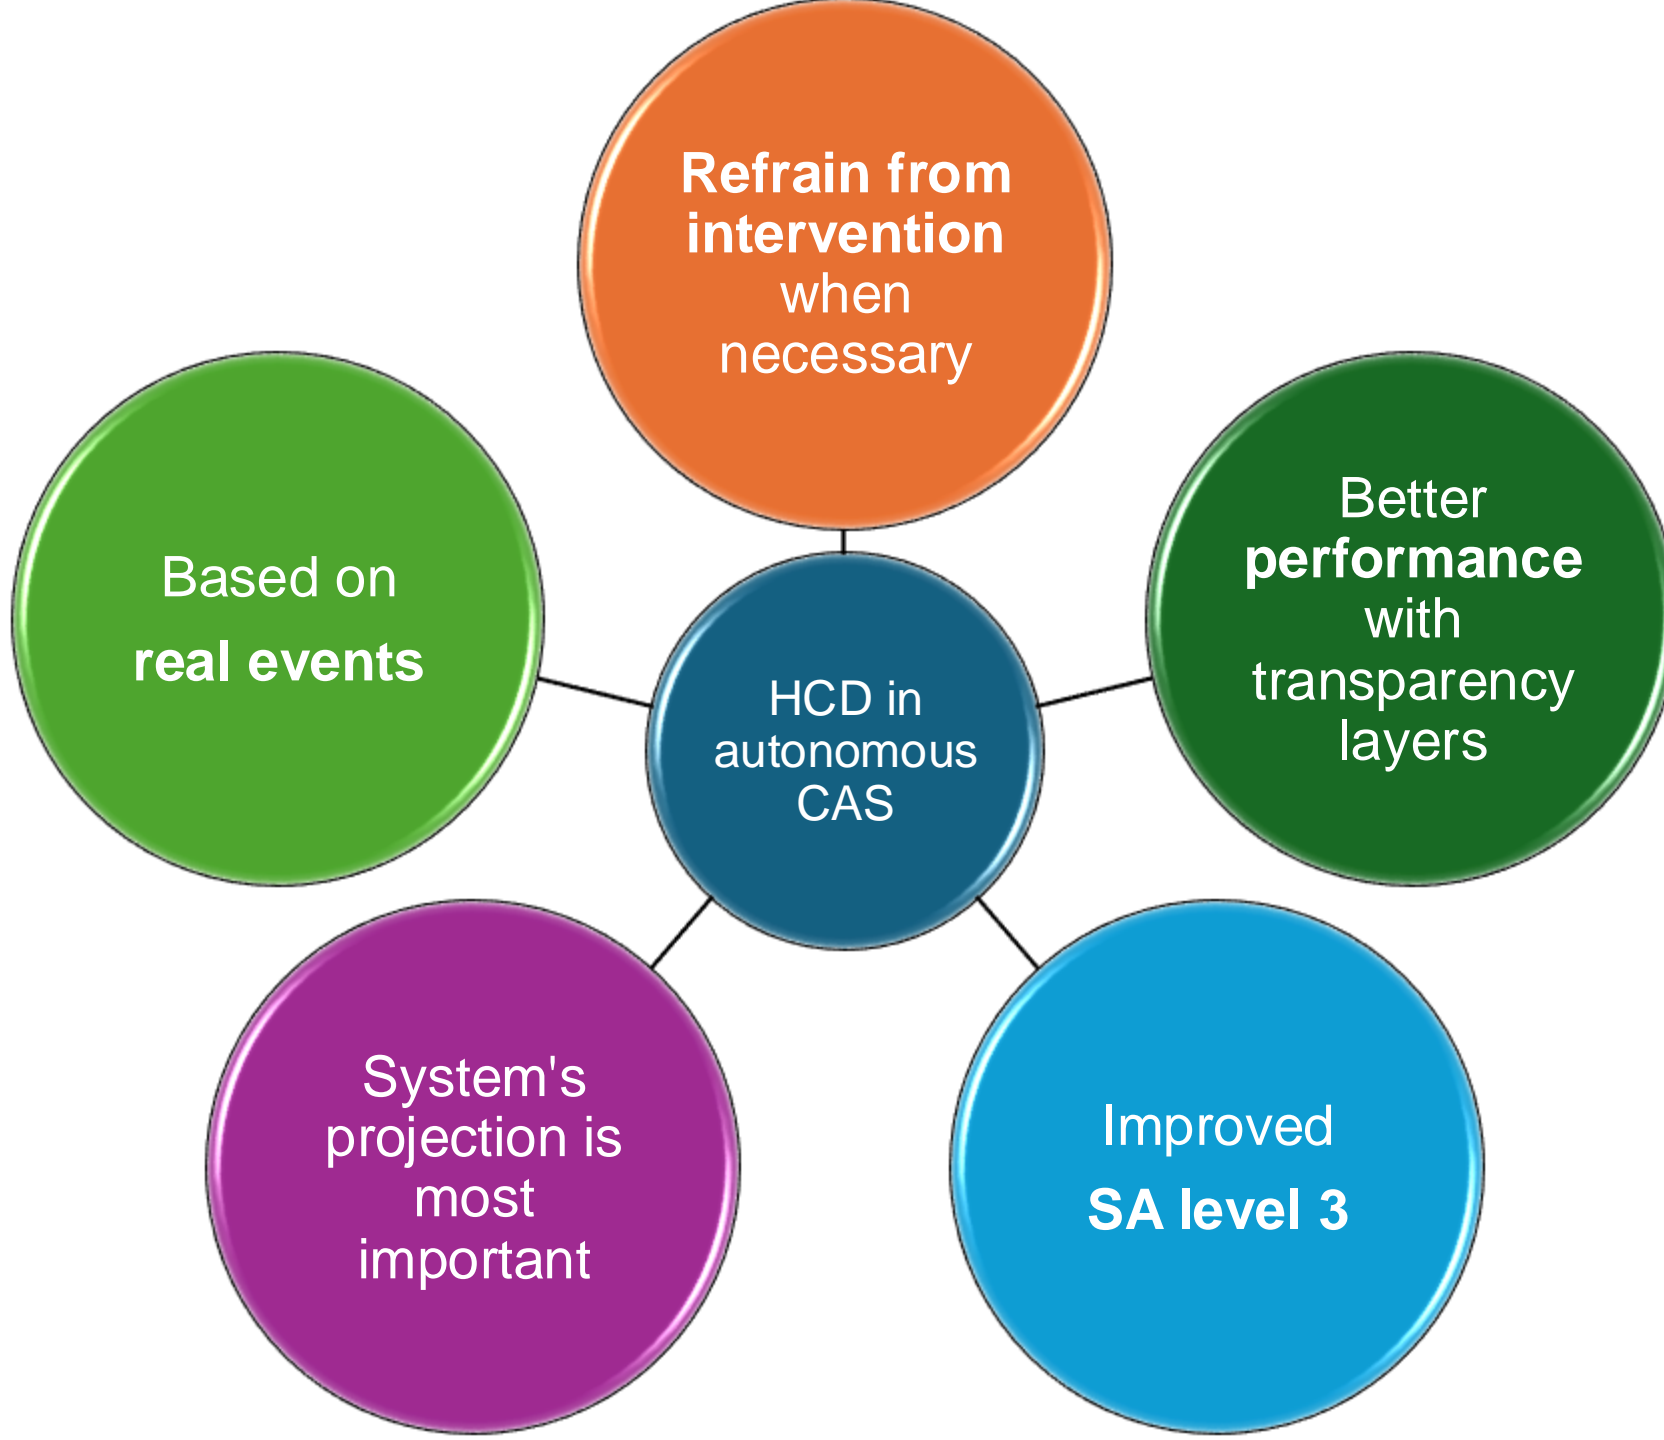 Refrain from
intervention
when
necessary
Based on
real events
Better
performance
with
transparency
layers
HCD in
autonomous
CAS
System's
projection is
most
important
Improved
SA level 3